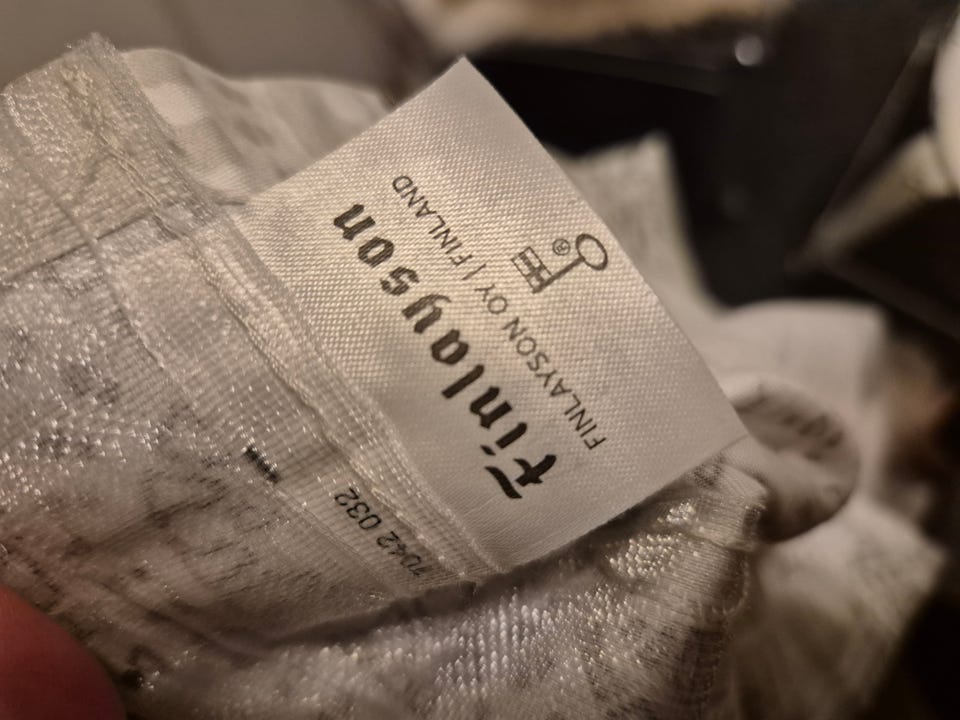 Finlayson
FINLAYSON OY | FINLAND
®
7042 032